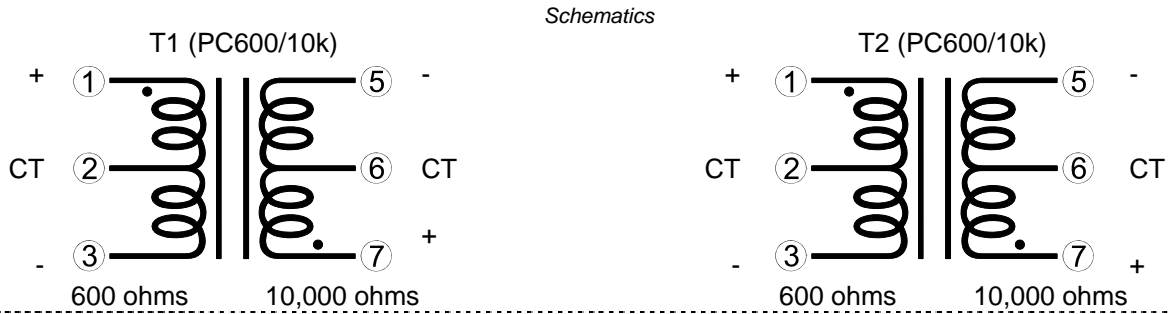 Schematics
T1 (PC600/10k) T2 (PC600/10k)
+ 1 5 - + 1 5 -
CT 2 6 CT CT 2 6 CT
- 3 7 + - 3 7 +
600 ohms 10,000 ohms 600 ohms 10,000 ohms